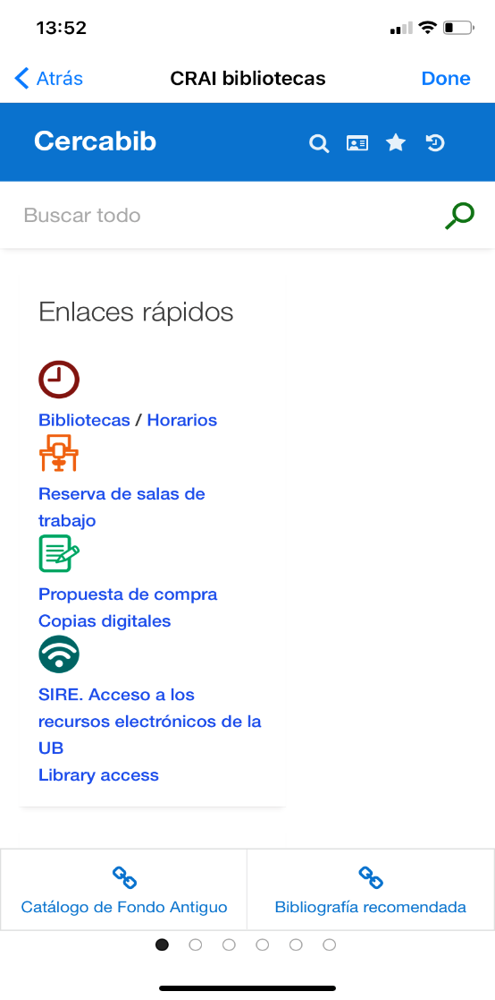 13:52
Atrás
CRAI bibliotecas
Done
Cercabib
Buscar todo
Enlaces rápidos
Bibliotecas / Horarios
Reserva de salas de
trabajo
Propuesta de compra
Copias digitales
SIRE. Acceso a los
recursos electrónicos de la
UB
Library access
Catálogo de Fondo Antiguo
Bibliografía recomendada